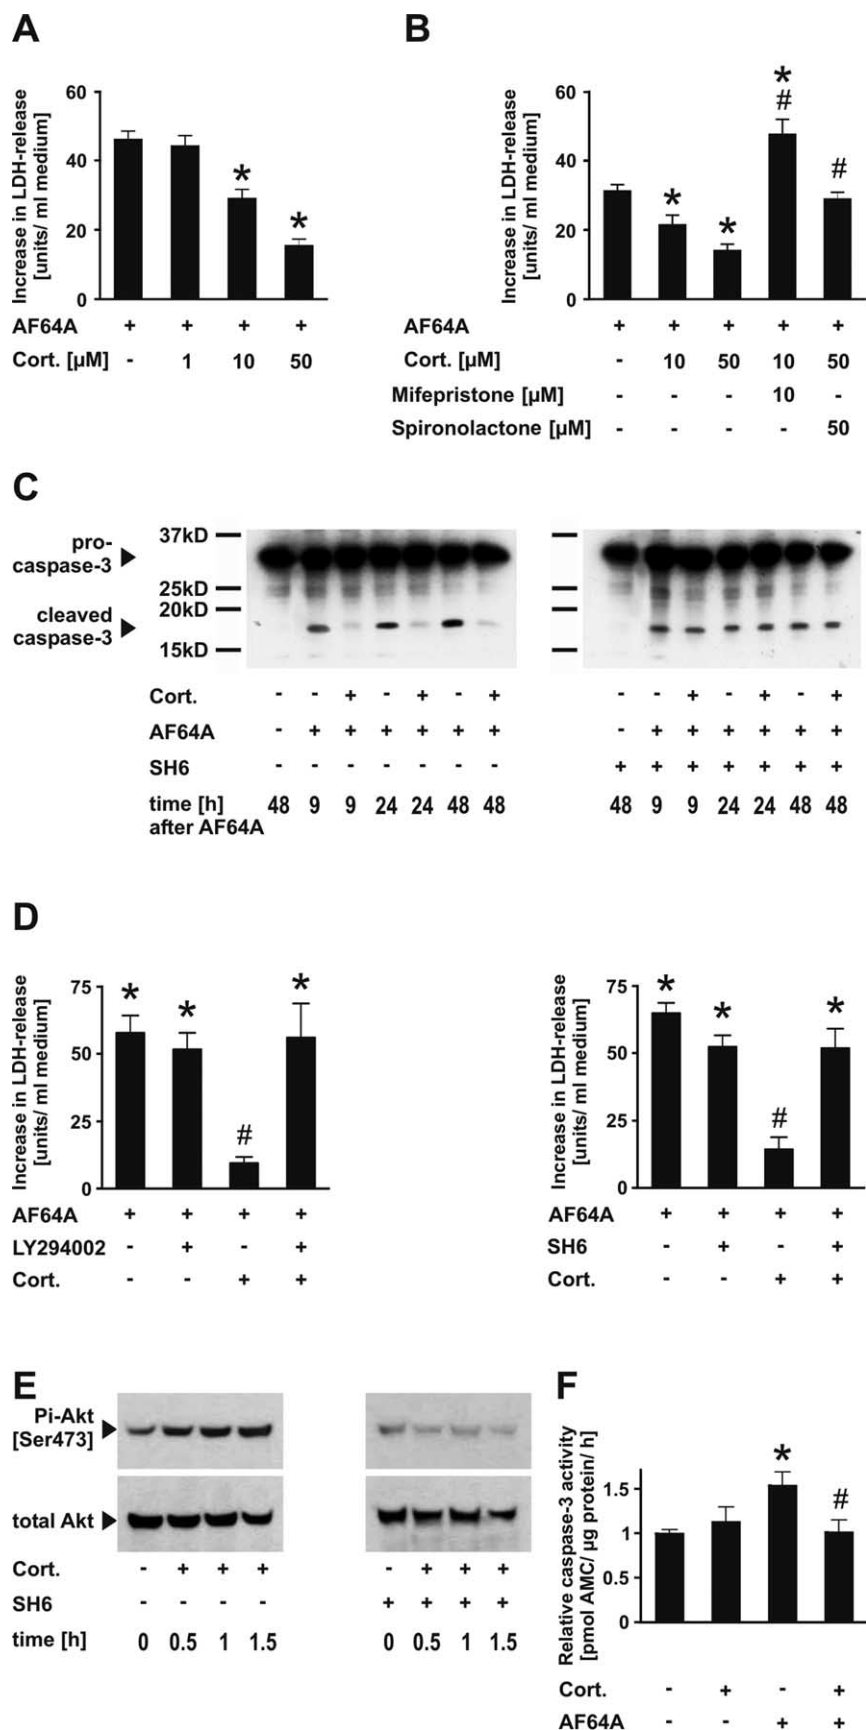 A
Increase in LDH-release
[units/ ml medium]
60
40
20
0
*
*
AF64A + + + +
Cort. [µM] - 1 10 50
B
Increase in LDH-release
[units/ ml medium]
60
40
20
0
*
*
*
#
#
AF64A + + + + +
Cort. [µM] - 10 50 10 50
Mifepristone [µM] - - - 10 -
Spironolactone [µM] - - - - 50
C
pro-
caspase-3
cleaved
caspase-3
37kD
25kD
20kD
15kD
Cort. - - + - + - + - - + - + - +
AF64A - + + + + + + - + + + + + +
SH6 - - - - - - - + + + + + + +
time [h] 48 9 9 24 24 48 48 48 9 9 24 24 48 48
after AF64A
D
Increase in LDH-release
[units/ ml medium]
75
50
25
0
*
*
#
*
AF64A + + + +
LY294002 - + - +
Cort. - - + +
Increase in LDH-release
[units/ ml medium]
75
50
25
0
*
*
#
*
AF64A + + + +
SH6 - + - +
Cort. - - + +
E
Pi-Akt
[Ser473]
total Akt
Cort. - + + + - + + +
SH6 - - - - + + + +
time [h] 0 0.5 1 1.5 0 0.5 1 1.5
F
Relative caspase-3 activity
[pmol AMC/ µg protein/ h]
1.5
1
0.5
0
*
#
Cort. - + - +
AF64A - - + +